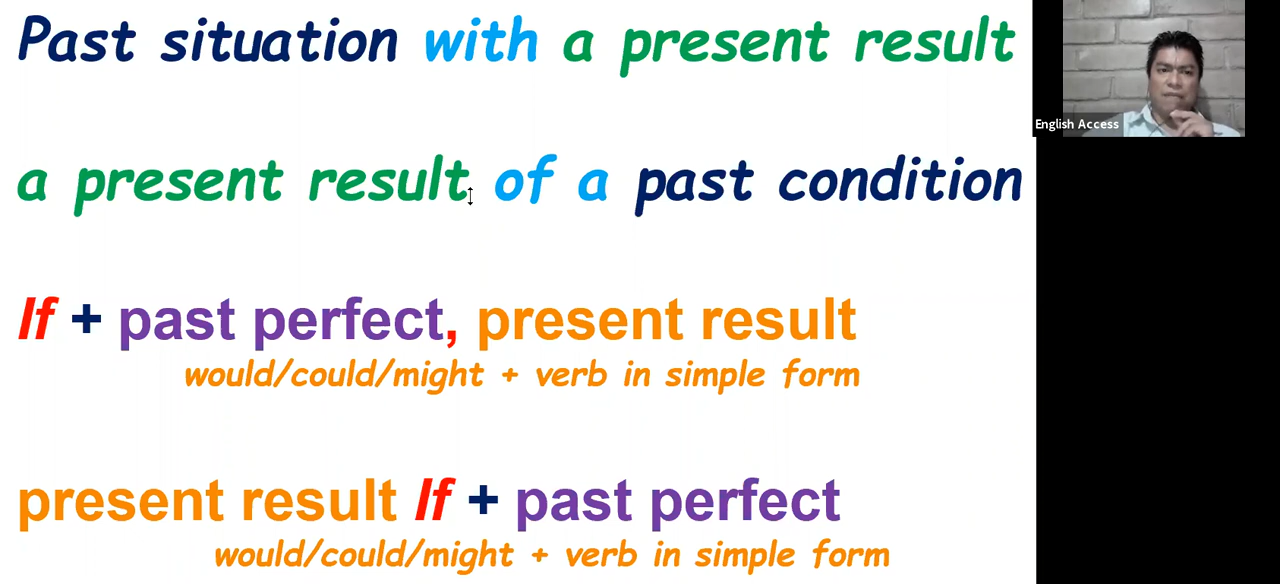 Past situation with a present result
English Access
a present result of a past condition
If + past perfect, present result
would/could/might + verb in simple form
present result If + past perfect
would/could/might + verb in simple form